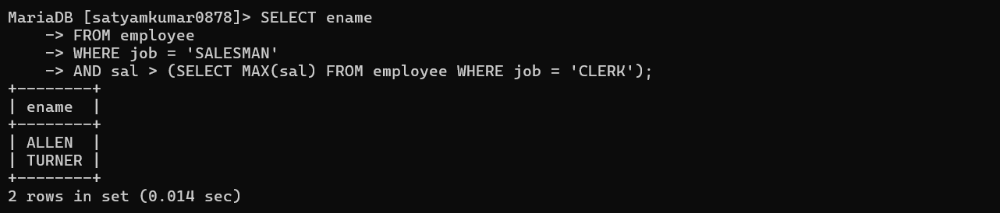 MariaDB [satyamkumar0878]> SELECT ename
    -> FROM employee
    -> WHERE job = 'SALESMAN'
    -> AND sal > (SELECT MAX(sal) FROM employee WHERE job = 'CLERK');
+--------+
| ename  |
+--------+
| ALLEN  |
| TURNER |
+--------+
2 rows in set (0.014 sec)